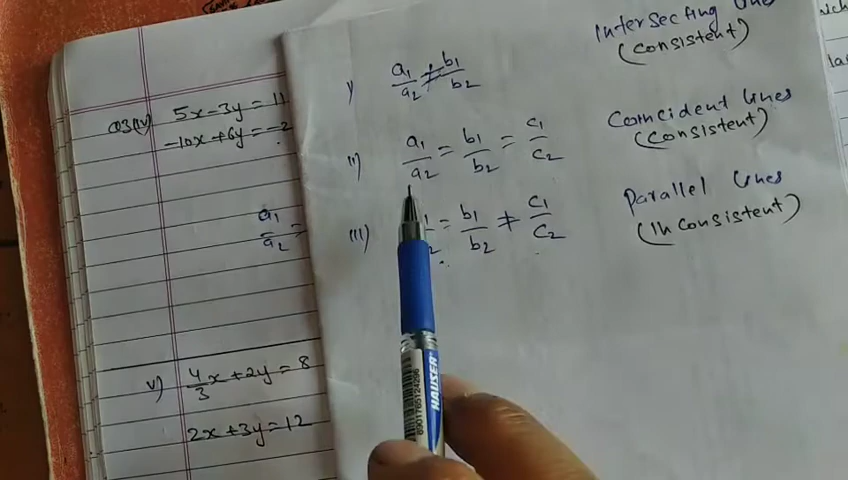 Q3(iv) 5x-3y=11
-10x+6y=-2
a1/a2=
v) 4/3x+2y=8
2x+3y=12
i) a1/a2≠b1/b2 Intersecting lines
(consistent)
ii) a1/a2=b1/b2=c1/c2 Coincident lines
(consistent)
iii) =b1/b2≠c1/c2 Parallel lines
(Inconsistent)
HAUSER